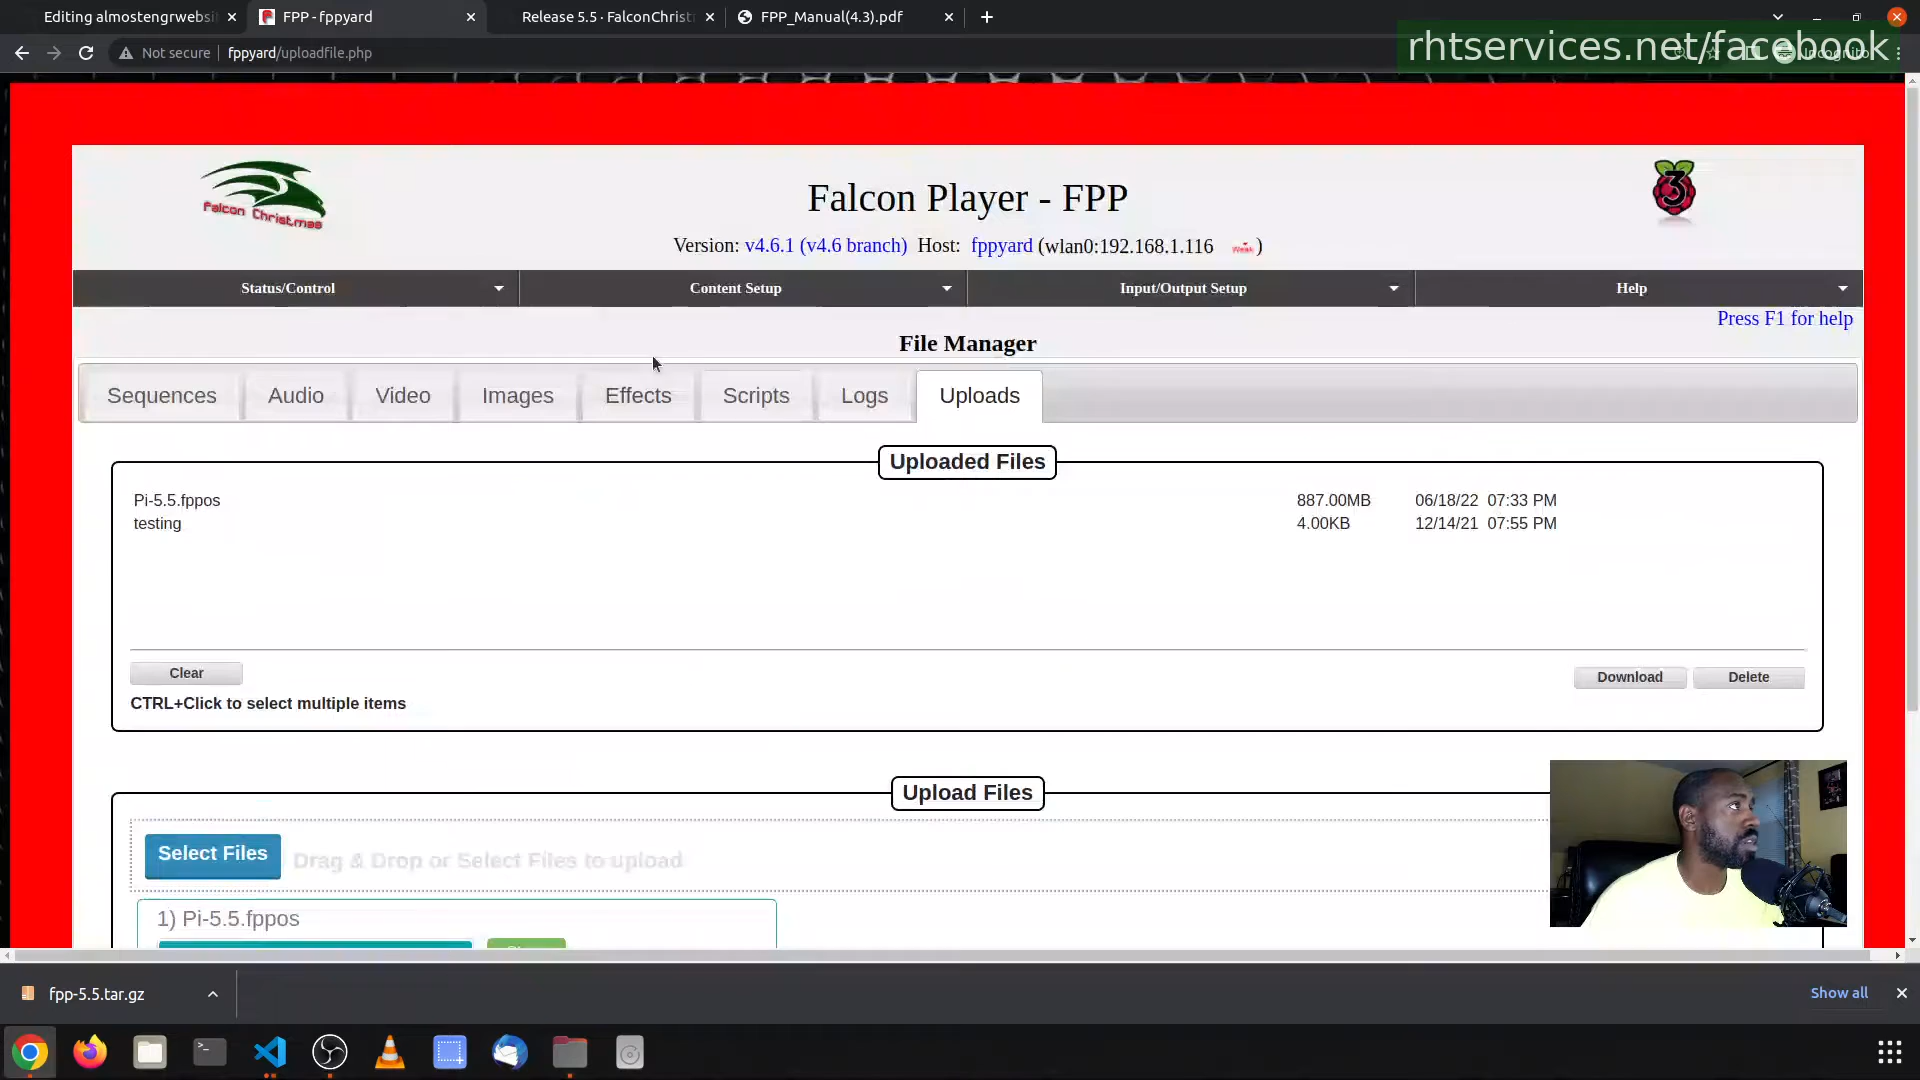 Editing almostengrwebsi
FPP - fppyard
Release 5.5 · FalconChrist
FPP_Manual(4.3).pdf
Not secure
fppyard/uploadfile.php
rhtservices.net/facebook
Falcon Christmas
Falcon Player - FPP
3
Version: v4.6.1 (v4.6 branch) Host: fppyard (wlan0:192.168.1.116 )
Status/Control
Content Setup
Input/Output Setup
Help
Press F1 for help
File Manager
Sequences
Audio
Video
Images
Effects
Scripts
Logs
Uploads
Uploaded Files
Pi-5.5.fppos 887.00MB 06/18/22 07:33 PM
testing 4.00KB 12/14/21 07:55 PM
Clear
Download
Delete
CTRL+Click to select multiple items
Upload Files
Select Files
Drag & Drop or Select Files to upload
1) Pi-5.5.fppos
fpp-5.5.tar.gz
Show all